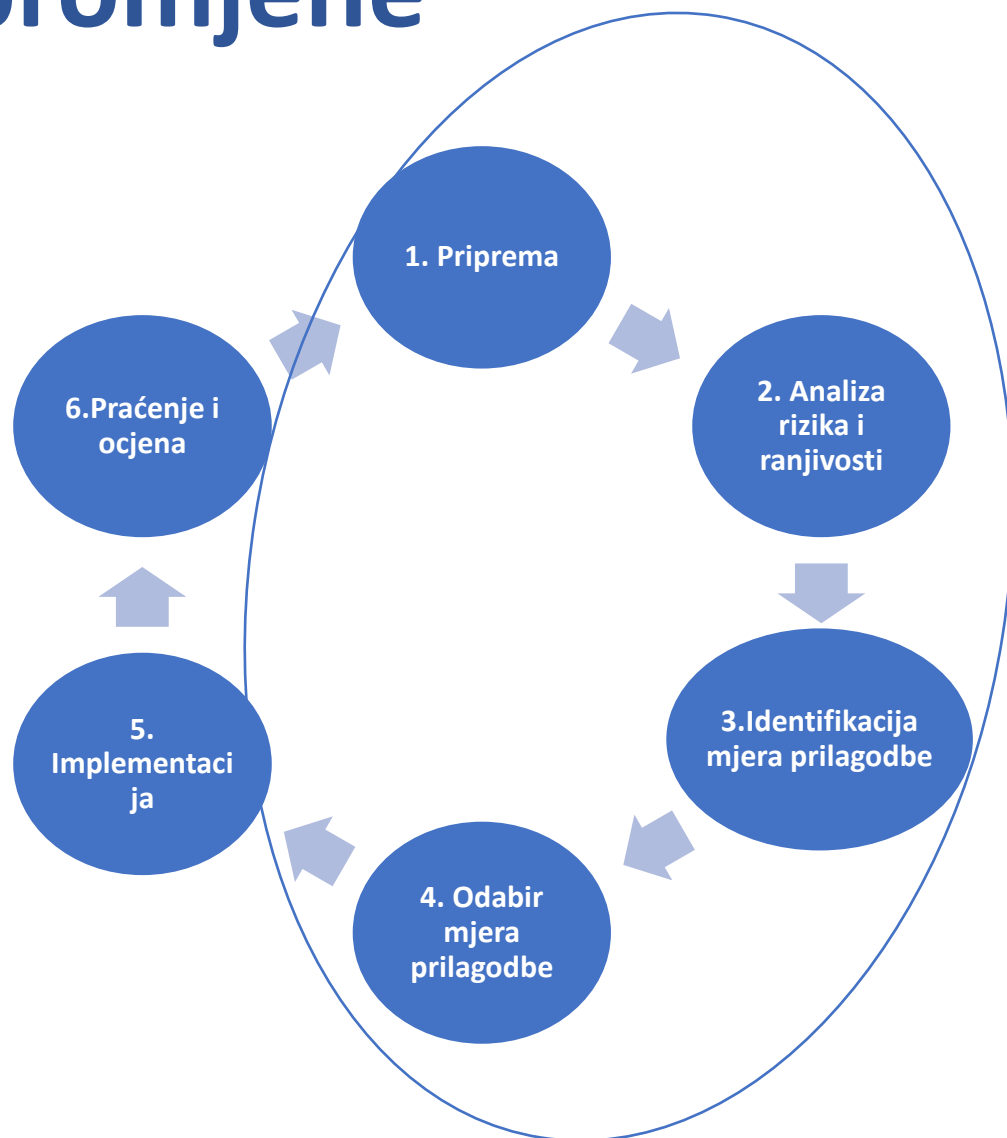 promjene
1. Priprema
2. Analiza
rizika i
ranjivosti
3.Identifikacija
mjera prilagodbe
4. Odabir
mjera
prilagodbe
5.
Implementaci
ja
6.Praćenje i
ocjena